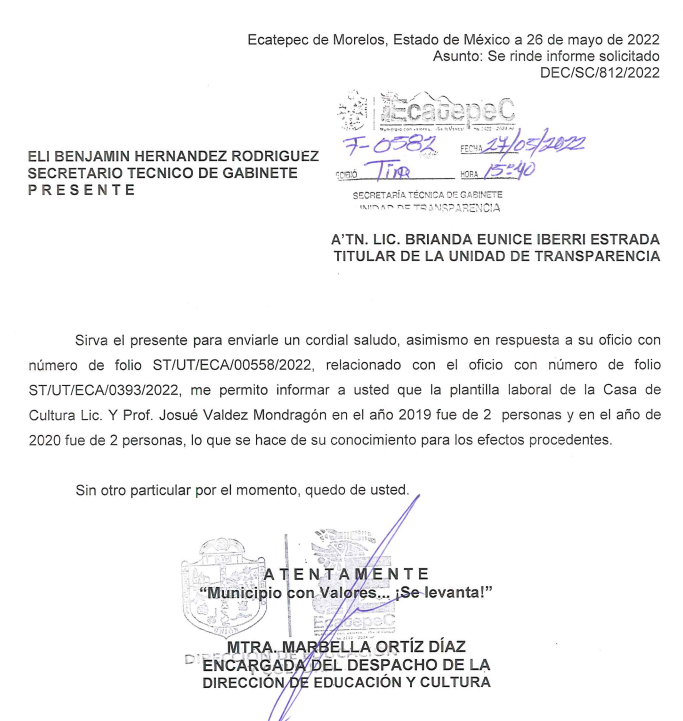 Ecatepec de Morelos, Estado de México a 26 de mayo de 2022
Asunto: Se rinde informe solicitado
DEC/SC/812/2022
EcatepeC
F-0582 FECHA 27/05/2022
HORA 15:40
SECRETARÍA TÉCNICA DE GABINETE
UNIDAD DE TRANSPARENCIA
ELI BENJAMIN HERNANDEZ RODRIGUEZ
SECRETARIO TECNICO DE GABINETE
P R E S E N T E
A'TN. LIC. BRIANDA EUNICE IBERRI ESTRADA
TITULAR DE LA UNIDAD DE TRANSPARENCIA
Sirva el presente para enviarle un cordial saludo, asimismo en respuesta a su oficio con
número de folio ST/UT/ECA/00558/2022, relacionado con el oficio con número de folio
ST/UT/ECA/0393/2022, me permito informar a usted que la plantilla laboral de la Casa de
Cultura Lic. Y Prof. Josué Valdez Mondragón en el año 2019 fue de 2 personas y en el año de
2020 fue de 2 personas, lo que se hace de su conocimiento para los efectos procedentes.
Sin otro particular por el momento, quedo de usted.
A T E N T A M E N T E
“Municipio con Valores... ¡Se levanta!”
EcatepeC
MTRA. MARBELLA ORTÍZ DÍAZ
DIRECCIÓN DE EDUCACIÓN
ENCARGADA DEL DESPACHO DE LA
DIRECCIÓN DE EDUCACIÓN Y CULTURA